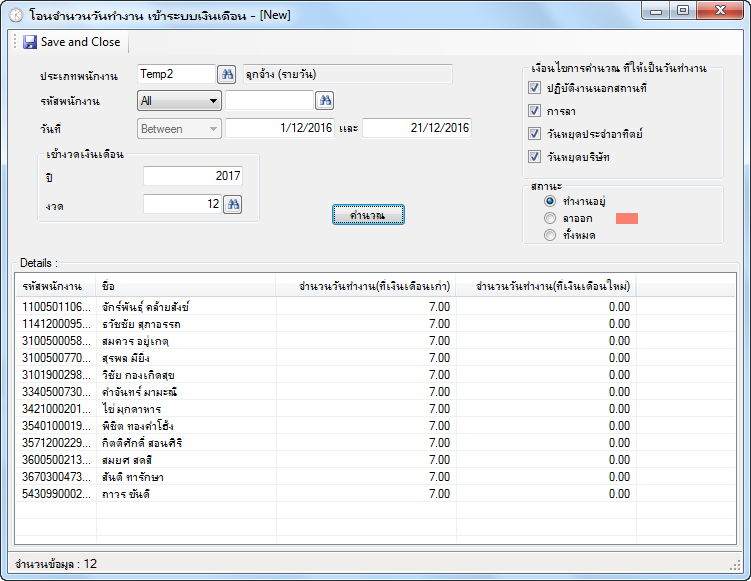 โอนจำนวนวันทำงาน เข้าระบบเงินเดือน - [New]
Save and Close
ประเภทพนักงาน Temp2 ลูกจ้าง (รายวัน)
รหัสพนักงาน All
วันที่ Between 1/12/2016 และ 21/12/2016
เข้างวดเงินเดือน
ปี 2017
งวด 12
คำนวณ
เงื่อนไขการคำนวณ ที่ให้เป็นวันทำงาน
ปฏิบัติงานนอกสถานที่
การลา
วันหยุดประจำอาทิตย์
วันหยุดบริษัท
สถานะ
ทำงานอยู่
ลาออก
ทั้งหมด
Details :
รหัสพนักงาน ชื่อ จำนวนวันทำงาน(ที่เงินเดือนเก่า) จำนวนวันทำงาน(ที่เงินเดือนใหม่)
1100501106... จักร์พันธุ์ คล้ายสังข์ 7.00 0.00
1141200095... ธวัชชัย สุภาอรรถ 7.00 0.00
3100500058... สมควร อยู่เกตุ 7.00 0.00
3100500770... สุรพล มียิ่ง 7.00 0.00
3101900298... วิชัย กองเกิดสุข 7.00 0.00
3340500730... คำจันทร์ มามะณี 7.00 0.00
3421000201... ไข่ มุกดาหาร 7.00 0.00
3540100019... พิชิต ทองคำโฮ้ง 7.00 0.00
3571200229... กิตติศักดิ์ สอนศิริ 7.00 0.00
3600500213... สมยศ สดสี 7.00 0.00
3670300473... สันติ ทารักษา 7.00 0.00
5430990002... ถาวร ขันดี 7.00 0.00
จำนวนข้อมูล : 12